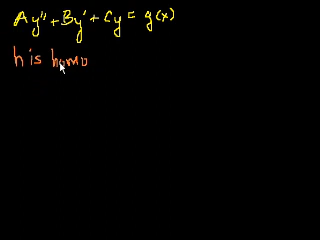 Ay'' + By' + Cy = g(x)
h is homo